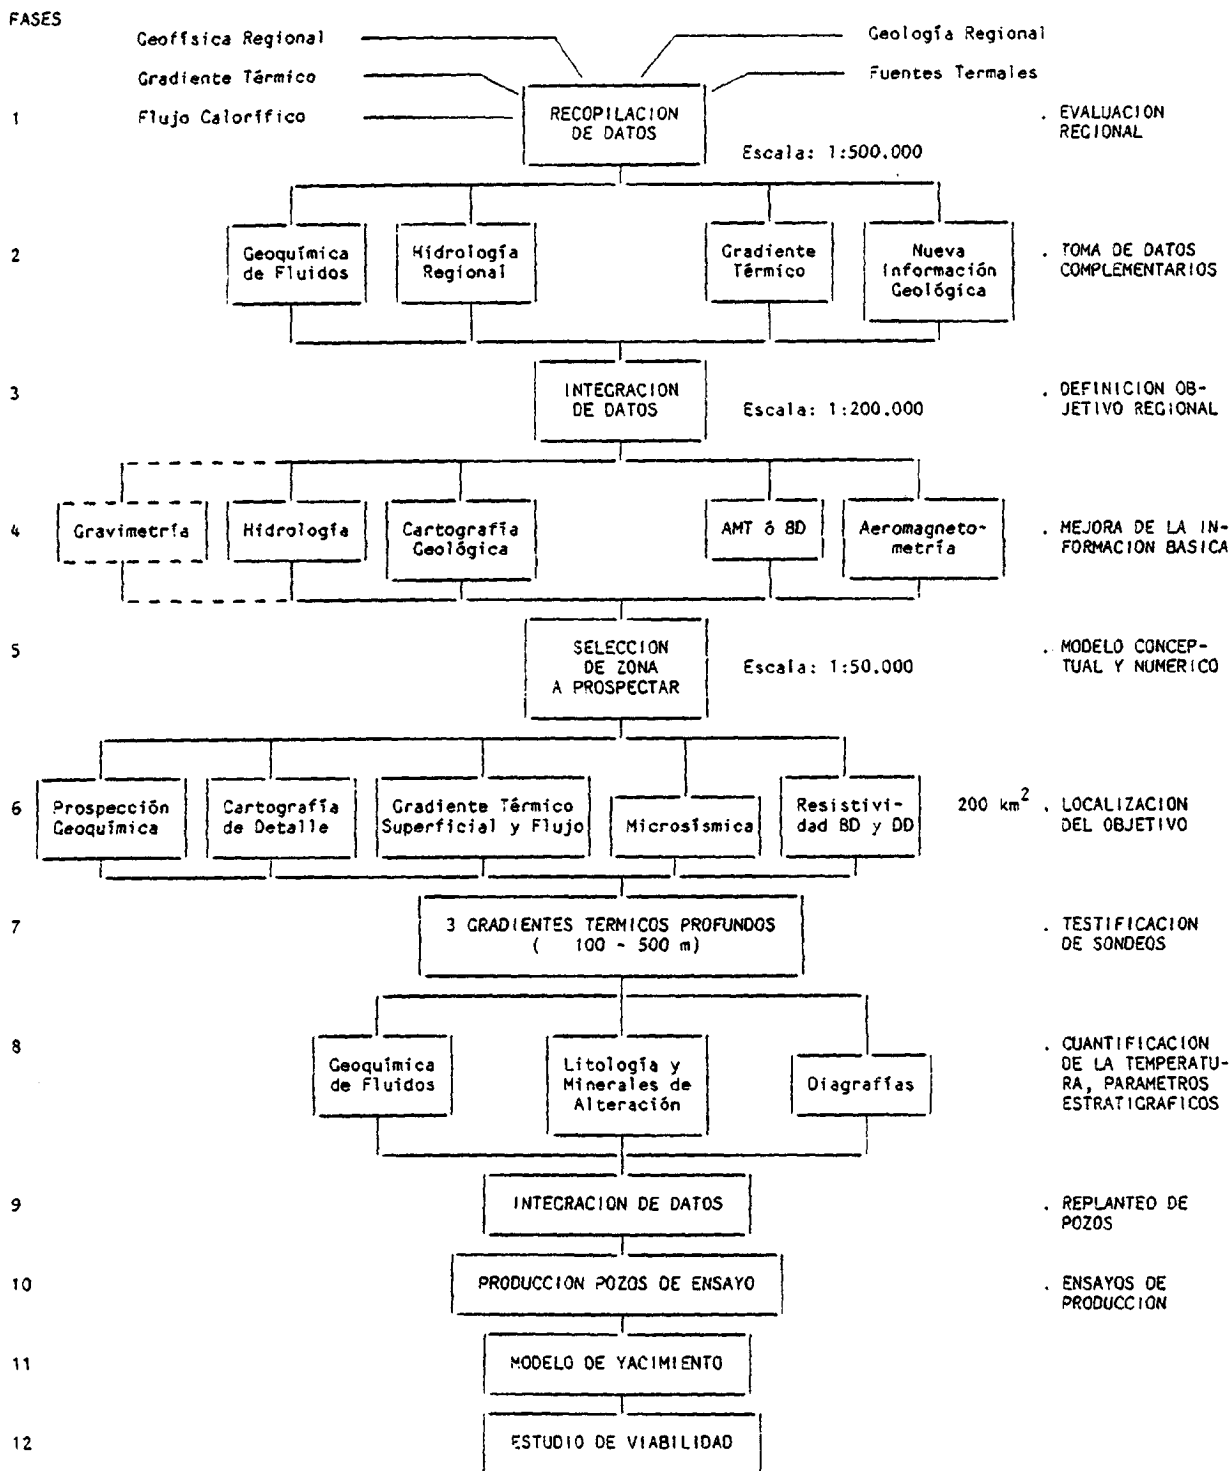 FASES
Geofísica Regional
Geología Regional
Gradiente Térmico
Fuentes Termales
1
Flujo Calorífico
RECOPILACION
DE DATOS
. EVALUACION
REGIONAL
Escala: 1:500.000
2
Geoquímica
de Fluidos
Hidrología
Regional
Gradiente
Térmico
Nueva
Información
Geológica
. TOMA DE DATOS
COMPLEMENTARIOS
3
INTEGRACION
DE DATOS
Escala: 1:200.000
. DEFINICION OB-
JETIVO REGIONAL
4
Gravimetría
Hidrología
Cartografía
Geológica
AMT ó BD
Aeromagneto-
metría
. MEJORA DE LA IN-
FORMACION BASICA
5
SELECCION
DE ZONA
A PROSPECTAR
Escala: 1:50.000
. MODELO CONCEP-
TUAL Y NUMERICO
6
Prospección
Geoquímica
Cartografía
de Detalle
Gradiente Térmico
Superficial y Flujo
Microsísmica
Resistivi-
dad BD y DD
200 km²
. LOCALIZACION
DEL OBJETIVO
7
3 GRADIENTES TERMICOS PROFUNDOS
( 100 - 500 m)
. TESTIFICACION
DE SONDEOS
8
Geoquímica
de Fluidos
Litología y
Minerales de
Alteración
Diagrafías
. CUANTIFICACION
DE LA TEMPERATU-
RA, PARAMETROS
ESTRATIGRAFICOS
9
INTEGRACION DE DATOS
. REPLANTEO DE
POZOS
10
PRODUCCION POZOS DE ENSAYO
. ENSAYOS DE
PRODUCCION
11
MODELO DE YACIMIENTO
12
ESTUDIO DE VIABILIDAD